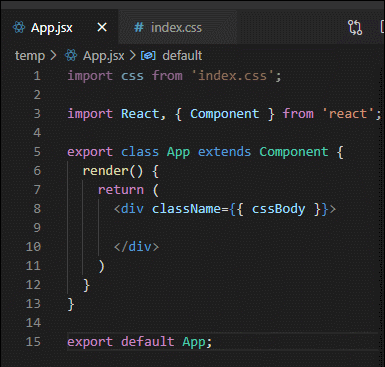 App.jsx × # index.css
temp > App.jsx > default
1 import css from 'index.css';
2
3 import React, { Component } from 'react';
4
5 export class App extends Component {
6 render() {
7 return (
8 <div className={{ cssBody }}>
9
10 </div>
11 )
12 }
13 }
14
15 export default App;